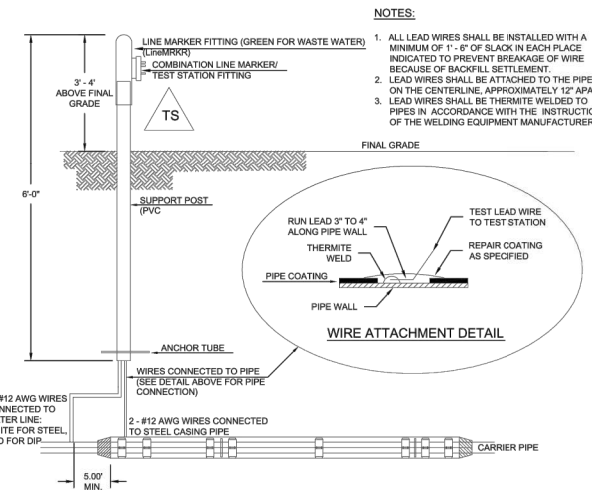 NOTES:
1. ALL LEAD WIRES SHALL BE INSTALLED WITH A
MINIMUM OF 1' - 6" OF SLACK IN EACH PLACE
INDICATED TO PREVENT BREAKAGE OF WIRE
BECAUSE OF BACKFILL SETTLEMENT.
2. LEAD WIRES SHALL BE ATTACHED TO THE PIPE
ON THE CENTERLINE, APPROXIMATELY 12" APA
3. LEAD WIRES SHALL BE THERMITE WELDED TO
PIPES IN ACCORDANCE WITH THE INSTRUCTIO
OF THE WELDING EQUIPMENT MANUFACTURER
LINE MARKER FITTING (GREEN FOR WASTE WATER)
(LineMRKR)
COMBINATION LINE MARKER/
TEST STATION FITTING
3' - 4'
ABOVE FINAL
GRADE
TS
FINAL GRADE
6'-0"
SUPPORT POST
(PVC
RUN LEAD 3" TO 4"
ALONG PIPE WALL
TEST LEAD WIRE
TO TEST STATION
THERMITE
WELD
REPAIR COATING
AS SPECIFIED
PIPE COATING
PIPE WALL
WIRE ATTACHMENT DETAIL
ANCHOR TUBE
WIRES CONNECTED TO PIPE
(SEE DETAIL ABOVE FOR PIPE
CONNECTION)
#12 AWG WIRES
NNECTED TO
TER LINE:
ITE FOR STEEL,
D FOR DIP
2 - #12 AWG WIRES CONNECTED
TO STEEL CASING PIPE
CARRIER PIPE
5.00'
MIN.